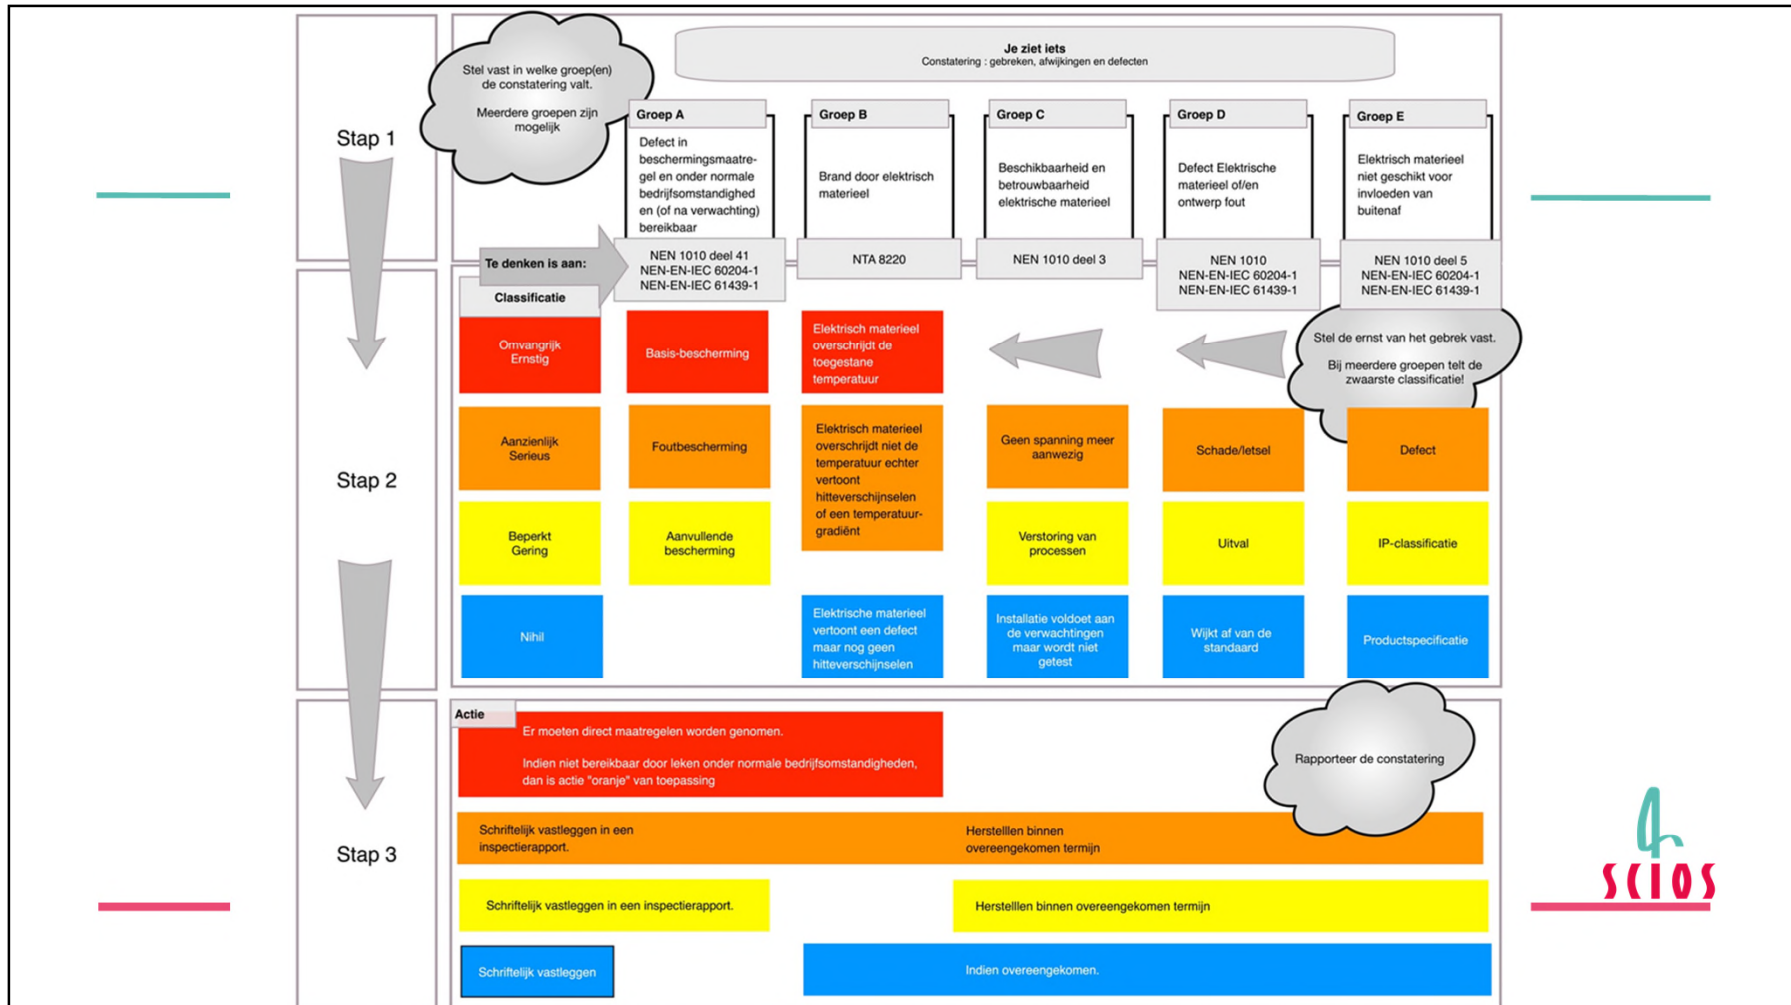 Je ziet iets
Constatering : gebreken, afwijkingen en defecten
Stel vast in welke groep(en)
de constatering valt.
Meerdere groepen zijn
mogelijk
Stap 1
Groep A
Defect in
beschermingsmaatre-
gel en onder normale
bedrijfsomstandighed
en (of na verwachting)
bereikbaar
Groep B
Brand door elektrisch
materieel
Groep C
Beschikbaarheid en
betrouwbaarheid
elektrische materieel
Groep D
Defect Elektrische
materieel of/en
ontwerp fout
Groep E
Elektrisch materieel
niet geschikt voor
invloeden van
buitenaf
Te denken is aan:
NEN 1010 deel 41
NEN-EN-IEC 60204-1
NEN-EN-IEC 61439-1
NTA 8220
NEN 1010 deel 3
NEN 1010
NEN-EN-IEC 60204-1
NEN-EN-IEC 61439-1
NEN 1010 deel 5
NEN-EN-IEC 60204-1
NEN-EN-IEC 61439-1
Stap 2
Classificatie
Stel de ernst van het gebrek vast.
Bij meerdere groepen telt de
zwaarste classificatie!
Omvangrijk
Ernstig
Basis-bescherming
Elektrisch materieel
overschrijdt de
toegestane
temperatuur
Aanzienlijk
Serieus
Foutbescherming
Elektrisch materieel
overschrijdt niet de
temperatuur echter
vertoont
hitteverschijnselen
of een temperatuur-
gradiënt
Geen spanning meer
aanwezig
Schade/letsel
Defect
Beperkt
Gering
Aanvullende
bescherming
Verstoring van
processen
Uitval
IP-classificatie
Nihil
Elektrische materieel
vertoont een defect
maar nog geen
hitteverschijnselen
Installatie voldoet aan
de verwachtingen
maar wordt niet
getest
Wijkt af van de
standaard
Productspecificatie
Stap 3
Actie
Er moeten direct maatregelen worden genomen.
Indien niet bereikbaar door leken onder normale bedrijfsomstandigheden,
dan is actie "oranje" van toepassing
Rapporteer de constatering
Schriftelijk vastleggen in een
inspectierapport.
Herstelllen binnen
overeengekomen termijn
Schriftelijk vastleggen in een inspectierapport.
Herstelllen binnen overeengekomen termijn
Schriftelijk vastleggen
Indien overeengekomen.
SCIOS